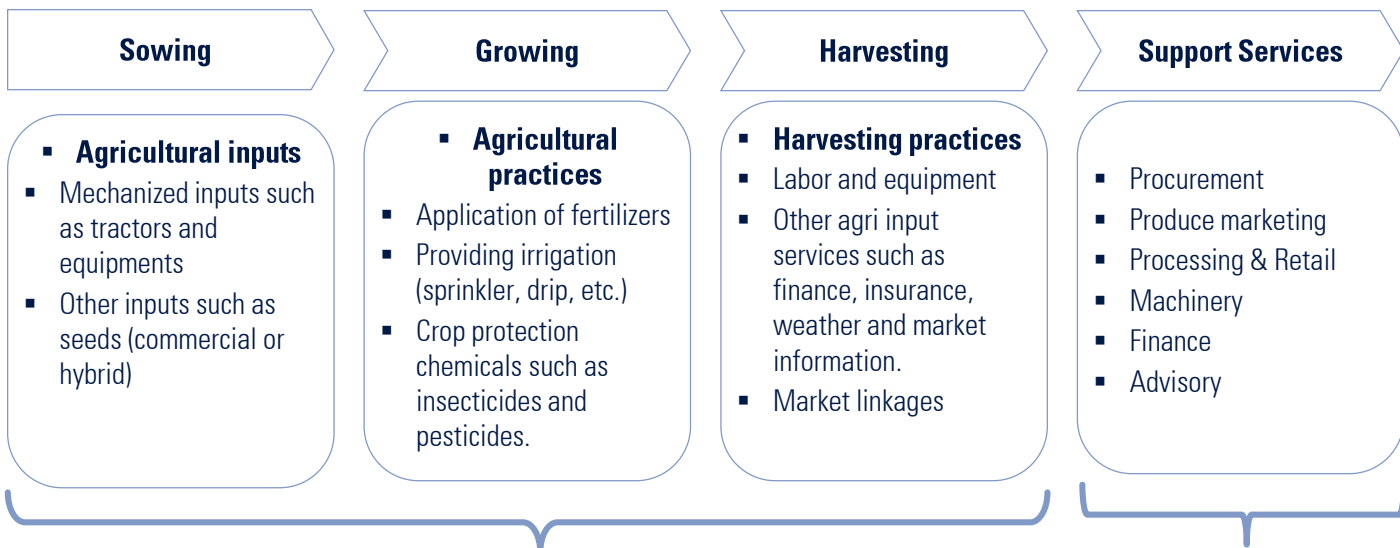 Sowing
Growing
Harvesting
Support Services
▪ Agricultural inputs
▪ Mechanized inputs such
as tractors and
equipments
▪ Other inputs such as
seeds (commercial or
hybrid)
▪ Agricultural
practices
▪ Application of fertilizers
▪ Providing irrigation
(sprinkler, drip, etc.)
▪ Crop protection
chemicals such as
insecticides and
pesticides.
▪ Harvesting practices
▪ Labor and equipment
▪ Other agri input
services such as
finance, insurance,
weather and market
information.
▪ Market linkages
▪ Procurement
▪ Produce marketing
▪ Processing & Retail
▪ Machinery
▪ Finance
▪ Advisory